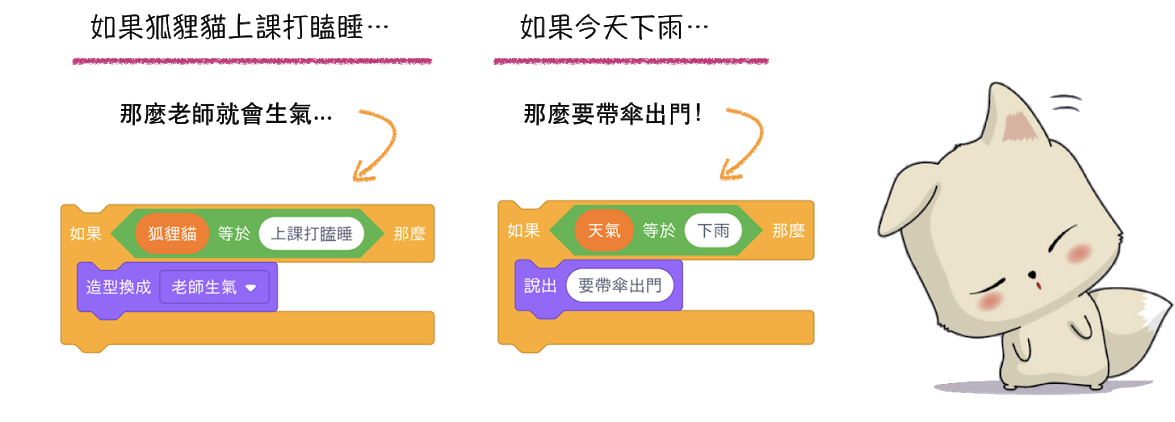 如果狐狸貓上課打瞌睡…
那麼老師就會生氣...
如果 狐狸貓 等於 上課打瞌睡 那麼
造型換成 老師生氣
如果今天下雨…
那麼要帶傘出門!
如果 天氣 等於 下雨 那麼
說出 要帶傘出門